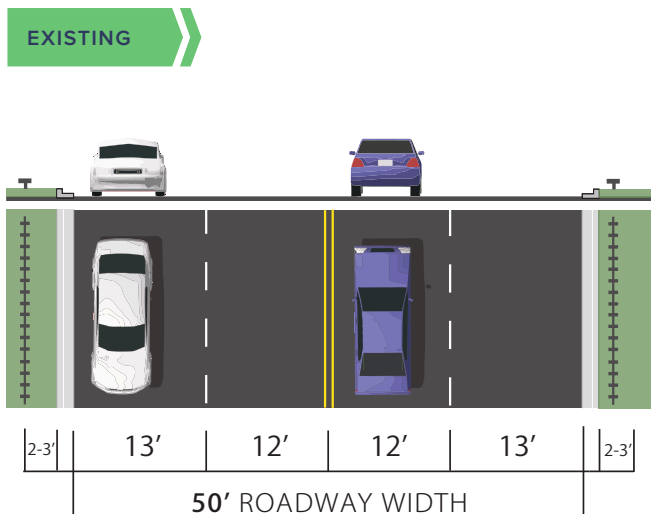 EXISTING
2-3’ 13’ 12’ 12’ 13’ 2-3’
50’ ROADWAY WIDTH